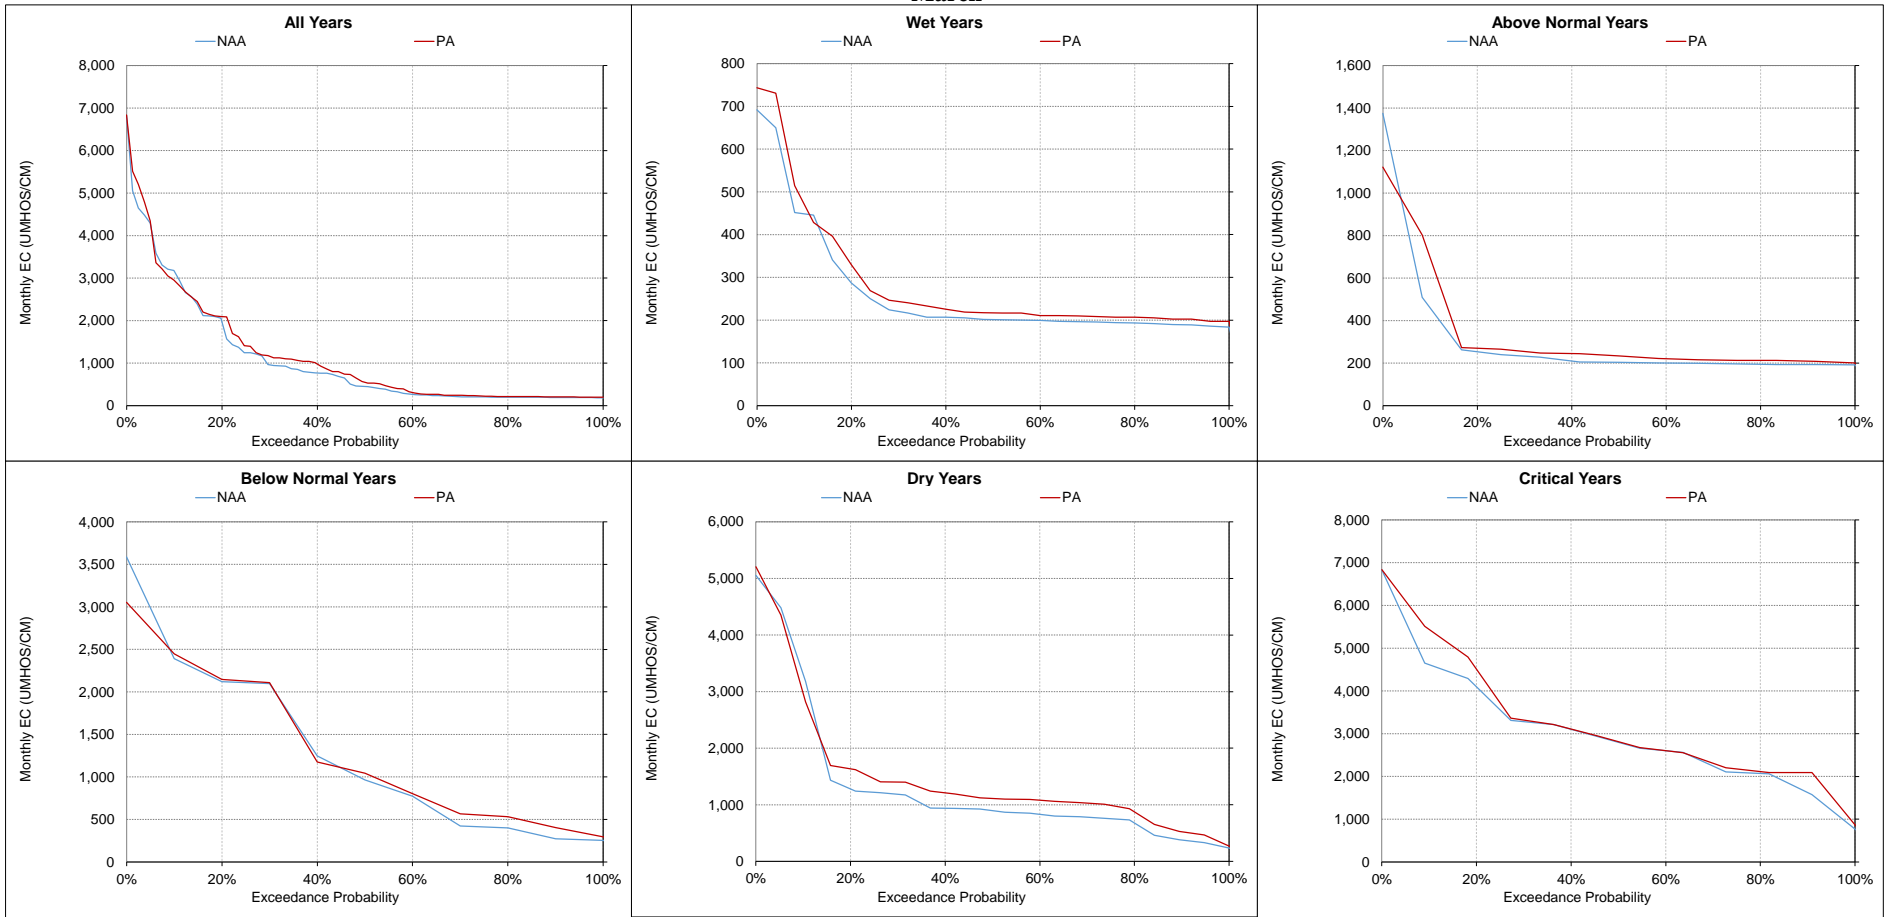 All Years
NAA PA
8,000
7,000
6,000
5,000
4,000
3,000
2,000
1,000
0
0% 20% 40% 60% 80% 100%
Monthly EC (UMHOS/CM)
Exceedance Probability
Wet Years
NAA PA
800
700
600
500
400
300
200
100
0
0% 20% 40% 60% 80% 100%
Monthly EC (UMHOS/CM)
Exceedance Probability
Above Normal Years
NAA PA
1,600
1,400
1,200
1,000
800
600
400
200
0
0% 20% 40% 60% 80% 100%
Monthly EC (UMHOS/CM)
Exceedance Probability
Below Normal Years
NAA PA
4,000
3,500
3,000
2,500
2,000
1,500
1,000
500
0
0% 20% 40% 60% 80% 100%
Monthly EC (UMHOS/CM)
Exceedance Probability
Dry Years
NAA PA
6,000
5,000
4,000
3,000
2,000
1,000
0
0% 20% 40% 60% 80% 100%
Monthly EC (UMHOS/CM)
Exceedance Probability
Critical Years
NAA PA
8,000
7,000
6,000
5,000
4,000
3,000
2,000
1,000
0
0% 20% 40% 60% 80% 100%
Monthly EC (UMHOS/CM)
Exceedance Probability